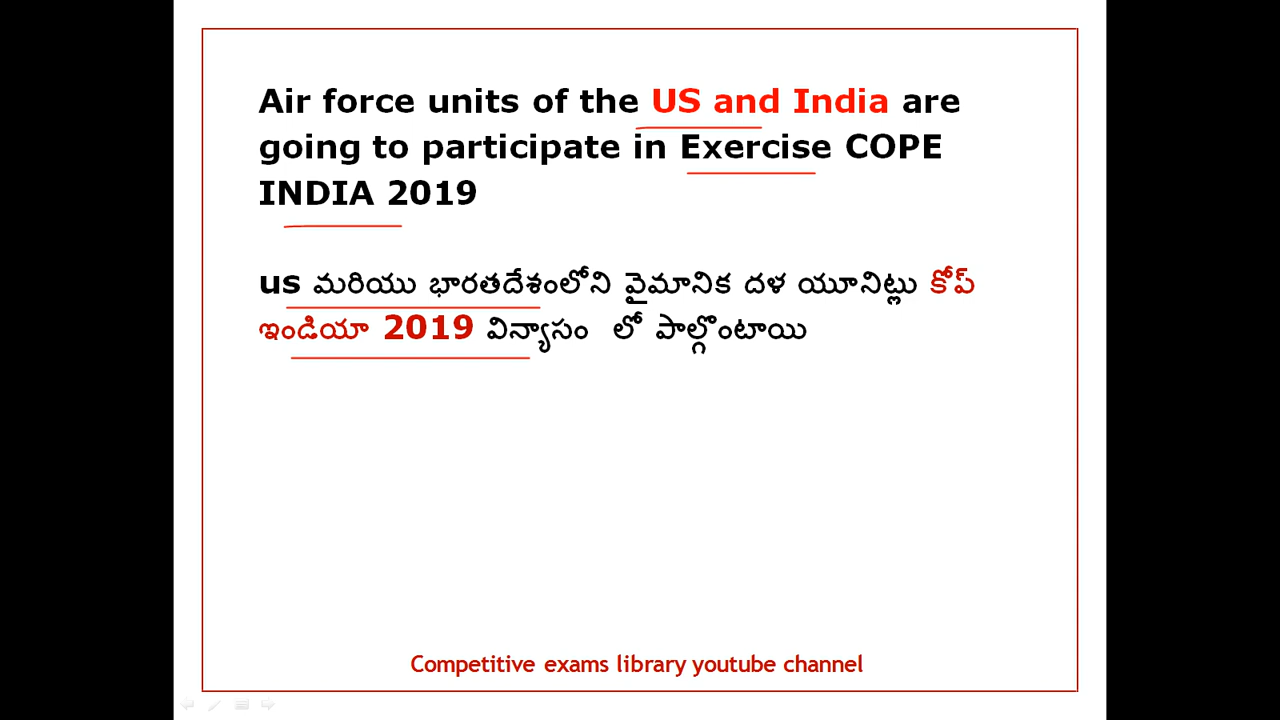 Air force units of the US and India are
going to participate in Exercise COPE
INDIA 2019
us మరియు భారతదేశంలోని వైమానిక దళ యూనిట్లు కోప్
ఇండియా 2019 విన్యాసం లో పాల్గొంటాయి
Competitive exams library youtube channel